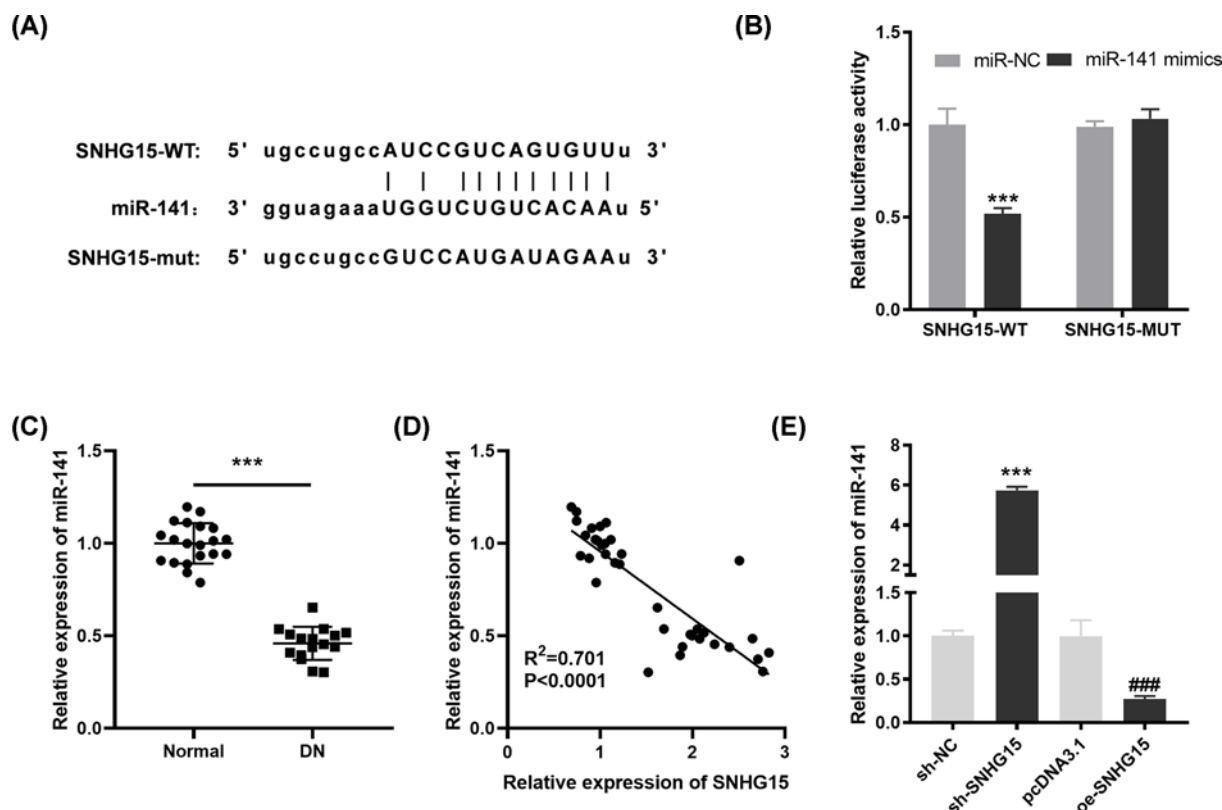 (A)
SNHG15-WT: 5' ugccugccAUCCGUCAGUGUUu 3'
miR-141: 3' gguagaaaUGGUCUGUCACAAu 5'
SNHG15-mut: 5' ugccugccGUCCAUGAUAGAAu 3'
(B)
Relative luciferase activity
1.5
1.0
0.5
0.0
miR-NC miR-141 mimics
***
SNHG15-WT SNHG15-MUT
(C)
Relative expression of miR-141
1.5
1.0
0.5
0.0
***
Normal DN
(D)
Relative expression of miR-141
1.5
1.0
0.5
0.0
R²=0.701
P<0.0001
0 1 2 3
Relative expression of SNHG15
(E)
Relative expression of miR-141
8
6
4
2
1.5
1.0
0.5
0.0
***
###
sh-NC
sh-SNHG15
pcDNA3.1
oe-SNHG15